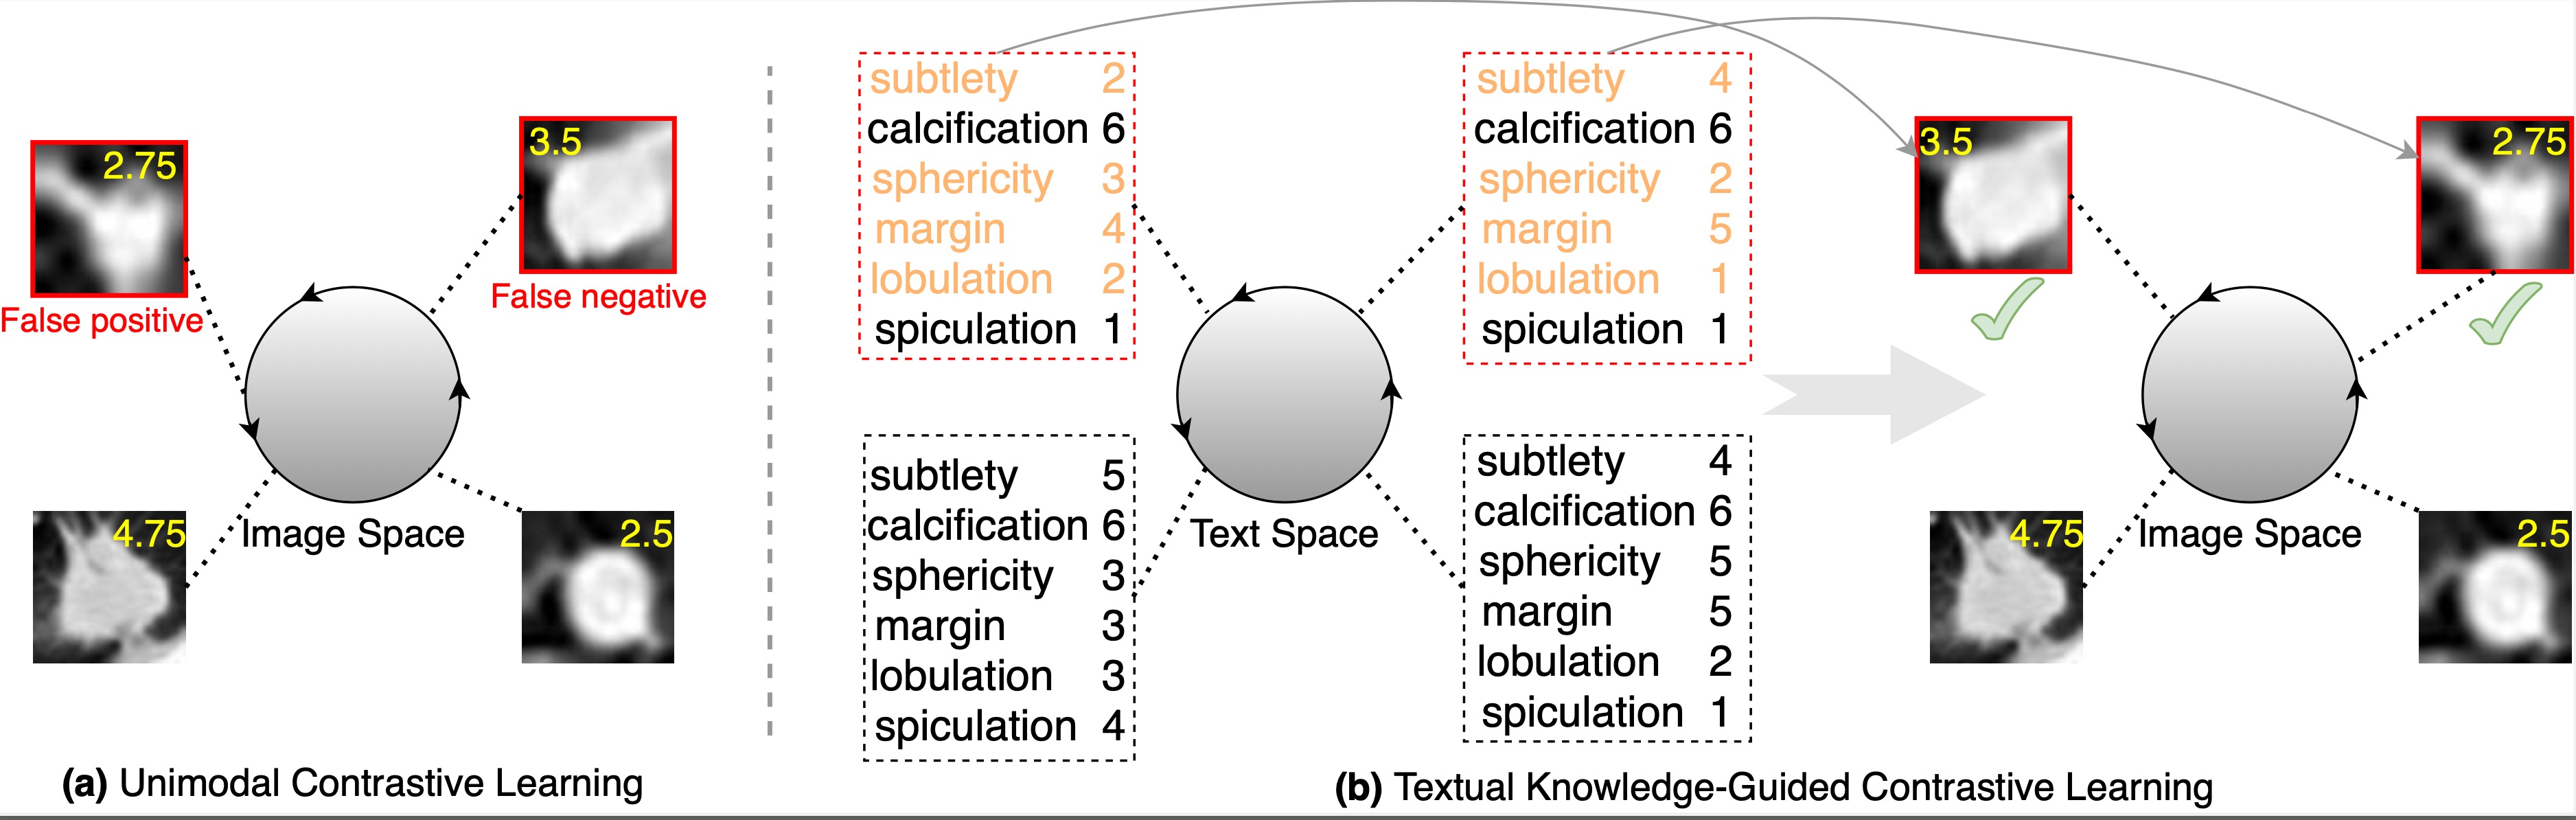 2.75
False positive
3.5
False negative
Image Space
4.75
2.5
(a) Unimodal Contrastive Learning
subtlety 2
calcification 6
sphericity 3
margin 4
lobulation 2
spiculation 1
subtlety 4
calcification 6
sphericity 2
margin 5
lobulation 1
spiculation 1
Text Space
subtlety 5
calcification 6
sphericity 3
margin 3
lobulation 3
spiculation 4
subtlety 4
calcification 6
sphericity 5
margin 5
lobulation 2
spiculation 1
3.5
2.75
Image Space
4.75
2.5
(b) Textual Knowledge-Guided Contrastive Learning